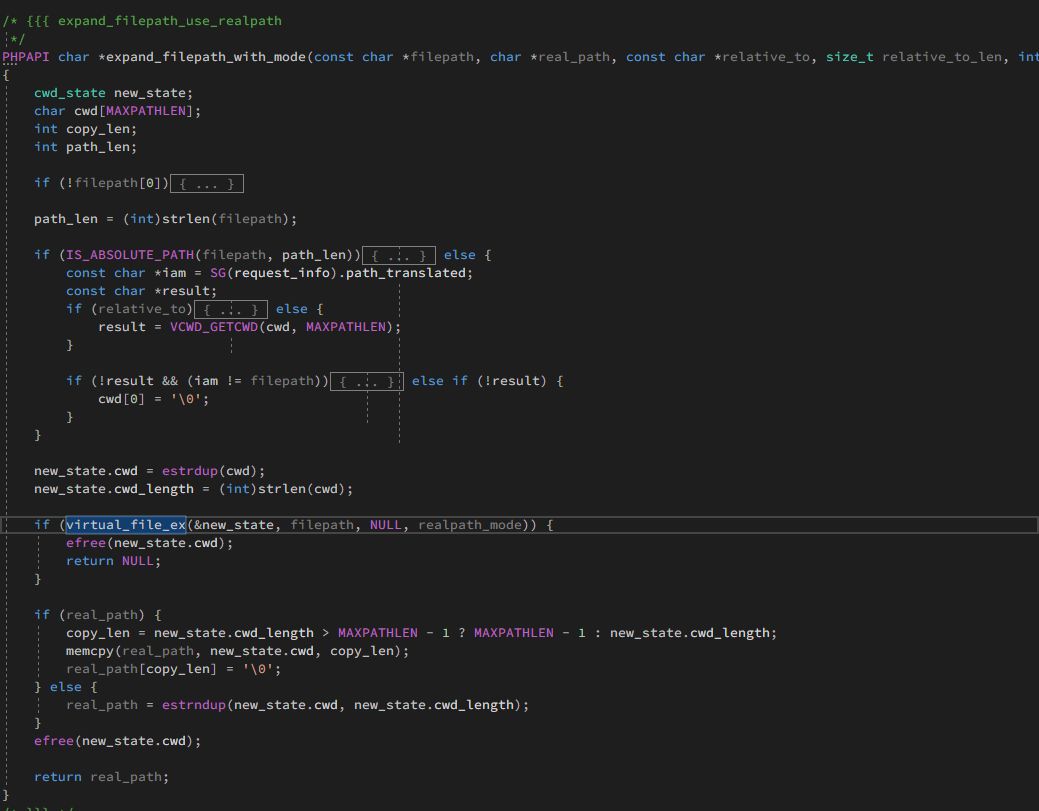 /* {{{ expand_filepath_use_realpath
*/
PHPAPI char *expand_filepath_with_mode(const char *filepath, char *real_path, const char *relative_to, size_t relative_to_len, int
{
cwd_state new_state;
char cwd[MAXPATHLEN];
int copy_len;
int path_len;
if (!filepath[0]){ ... }
path_len = (int)strlen(filepath);
if (IS_ABSOLUTE_PATH(filepath, path_len)){ ... } else {
const char *iam = SG(request_info).path_translated;
const char *result;
if (relative_to){ ... } else {
result = VCWD_GETCWD(cwd, MAXPATHLEN);
}
if (!result && (iam != filepath)){ ... } else if (!result) {
cwd[0] = '\0';
}
}
new_state.cwd = estrdup(cwd);
new_state.cwd_length = (int)strlen(cwd);
if (virtual_file_ex(&new_state, filepath, NULL, realpath_mode)) {
efree(new_state.cwd);
return NULL;
}
if (real_path) {
copy_len = new_state.cwd_length > MAXPATHLEN - 1 ? MAXPATHLEN - 1 : new_state.cwd_length;
memcpy(real_path, new_state.cwd, copy_len);
real_path[copy_len] = '\0';
} else {
real_path = estrndup(new_state.cwd, new_state.cwd_length);
}
efree(new_state.cwd);
return real_path;
}